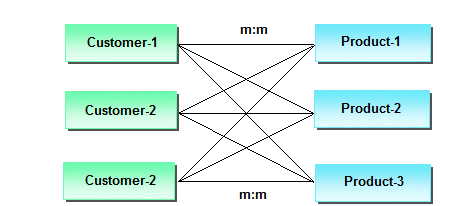 m:m
Customer-1
Product-1
Customer-2
Product-2
Customer-2
Product-3
m:m